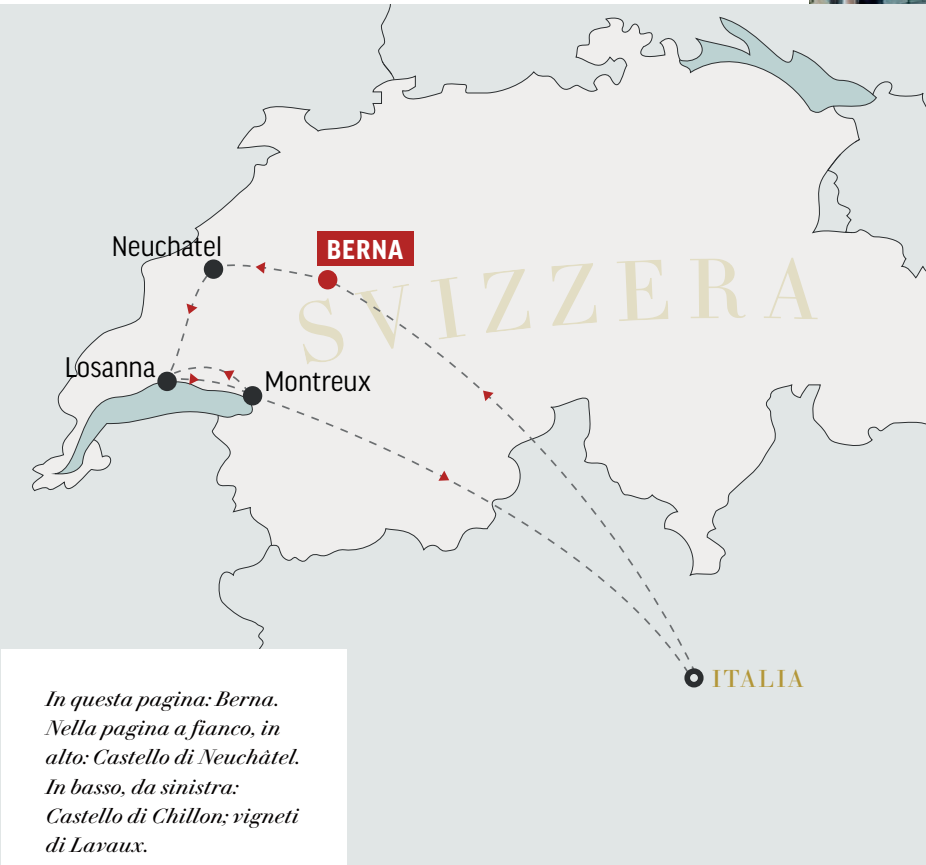 Neuchatel
BERNA
SVIZZERA
Losanna
Montreux
ITALIA
In questa pagina: Berna.
Nella pagina a fianco, in
alto: Castello di Neuchâtel.
In basso, da sinistra:
Castello di Chillon; vigneti
di Lavaux.